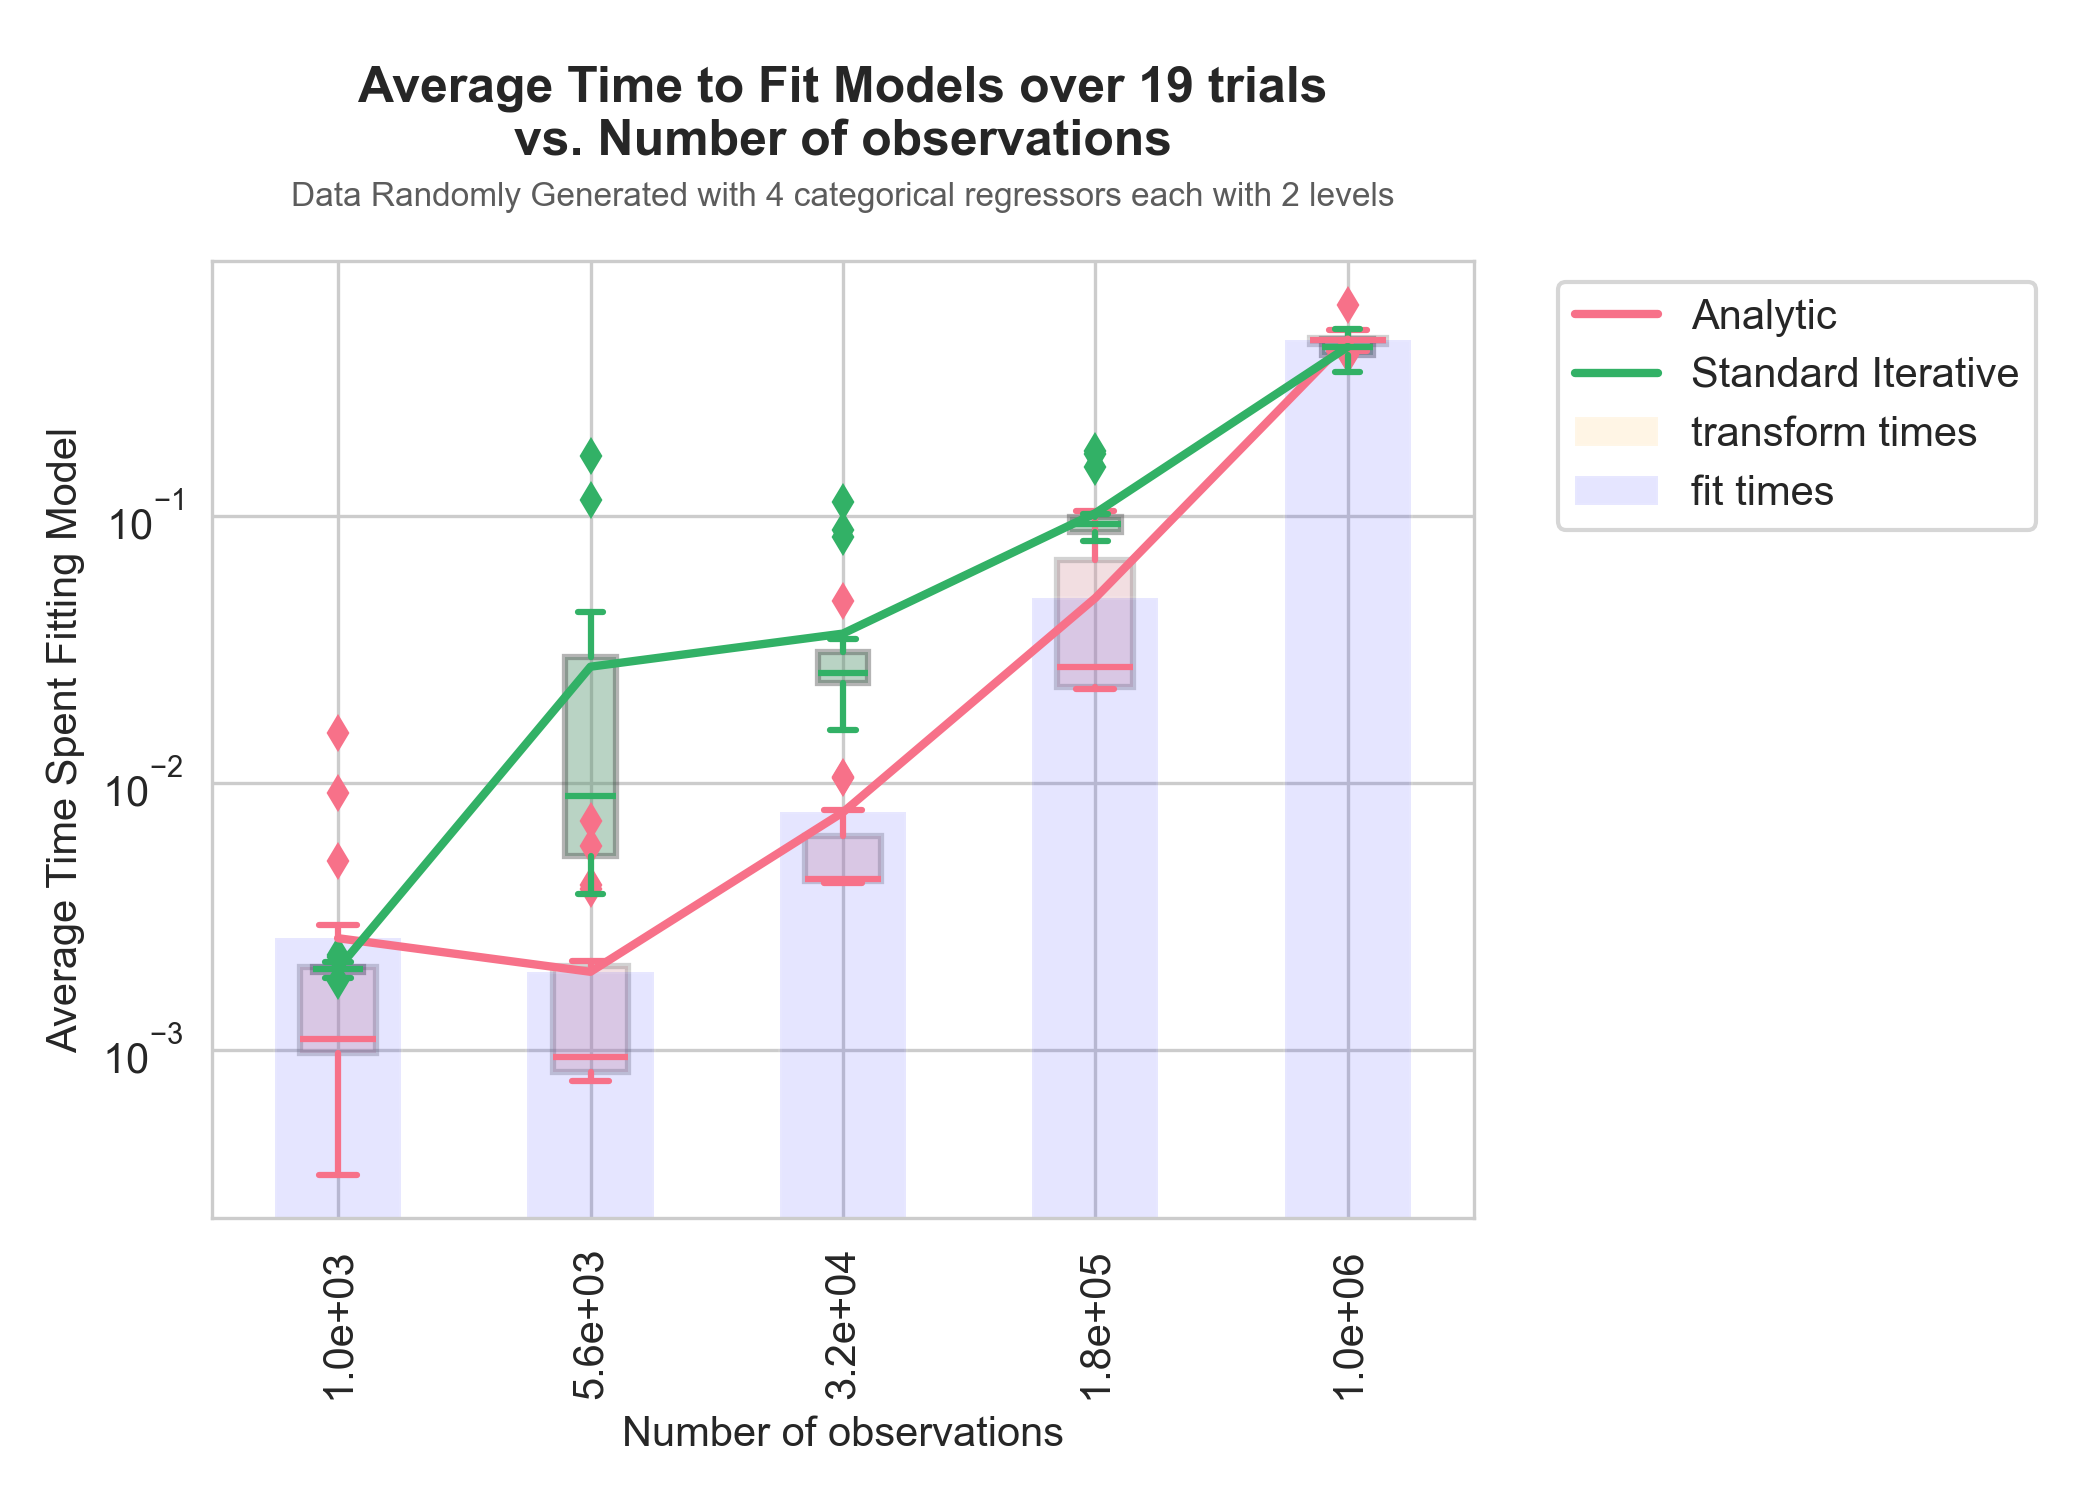 Average Time to Fit Models over 19 trials
vs. Number of observations
Data Randomly Generated with 4 categorical regressors each with 2 levels
Analytic
Standard Iterative
transform times
fit times
Average Time Spent Fitting Model
10⁻¹
10⁻²
10⁻³
1.0e+03
5.6e+03
3.2e+04
1.8e+05
1.0e+06
Number of observations